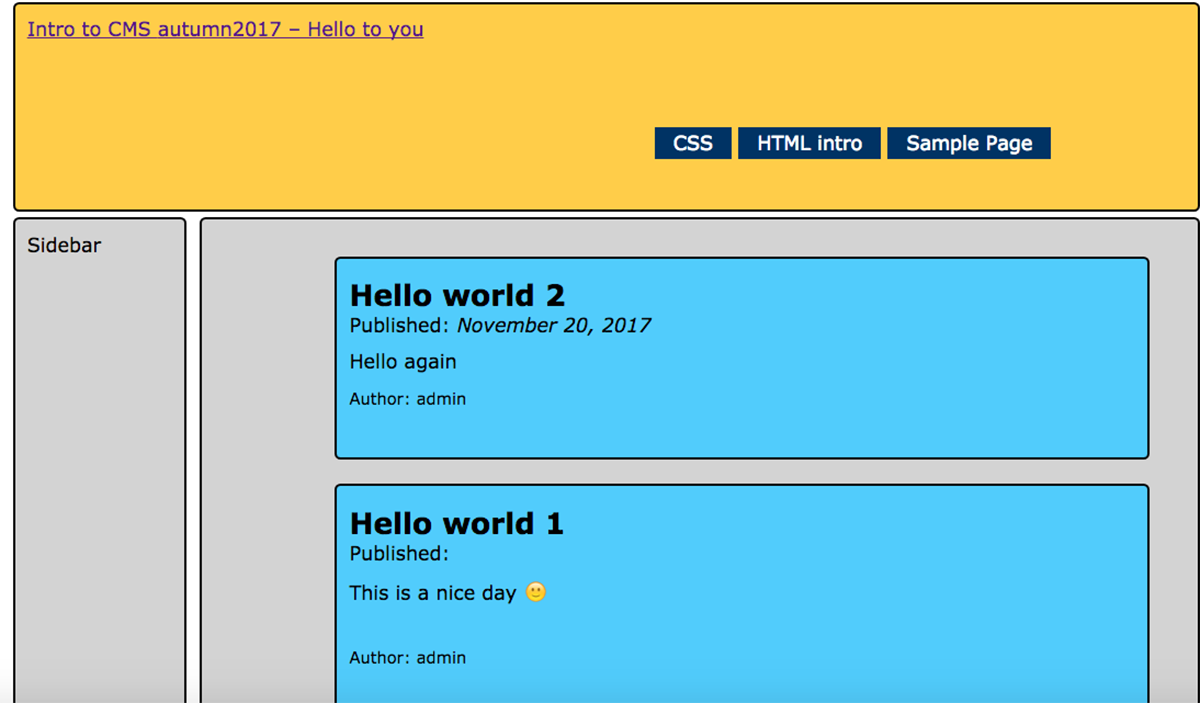 Intro to CMS autumn2017 – Hello to you
CSS HTML intro Sample Page
Sidebar
Hello world 2
Published: November 20, 2017
Hello again
Author: admin
Hello world 1
Published:
This is a nice day 🙂
Author: admin